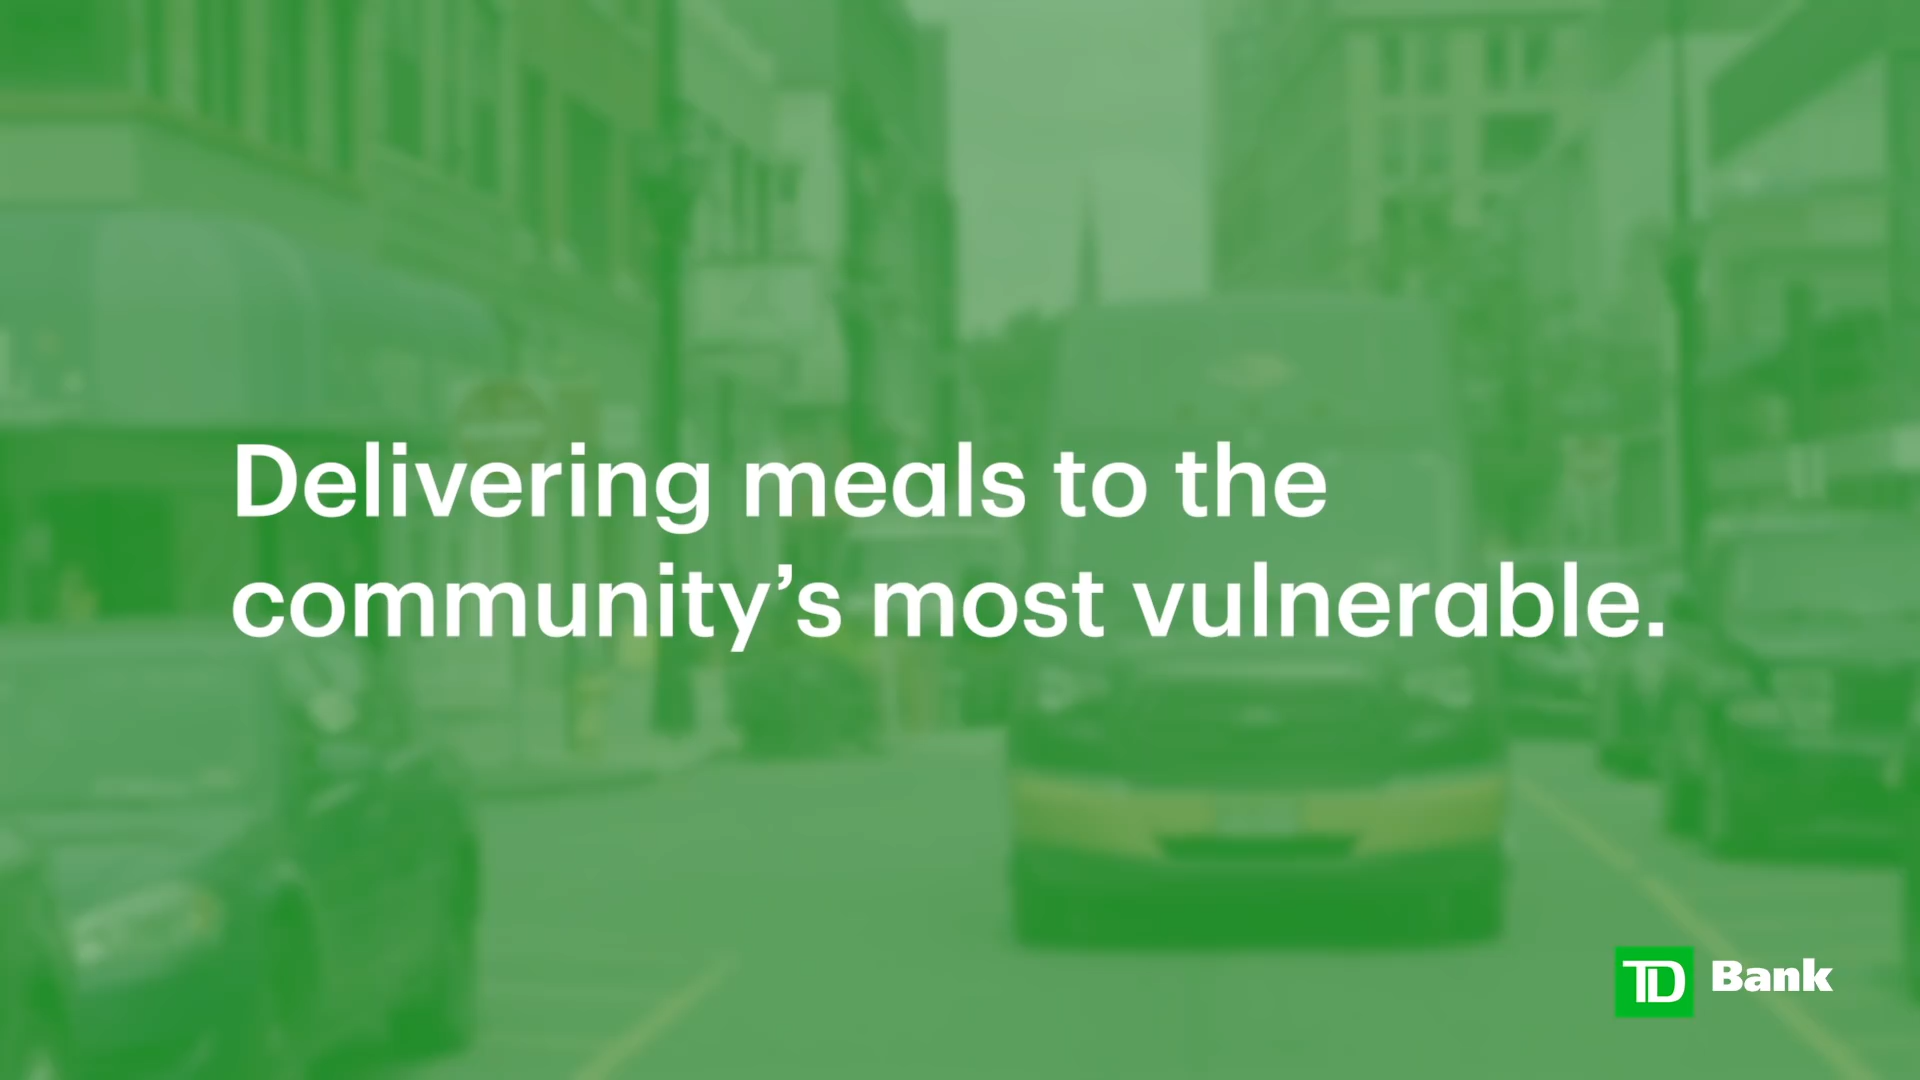 Delivering meals to the
community’s most vulnerable.
TD Bank